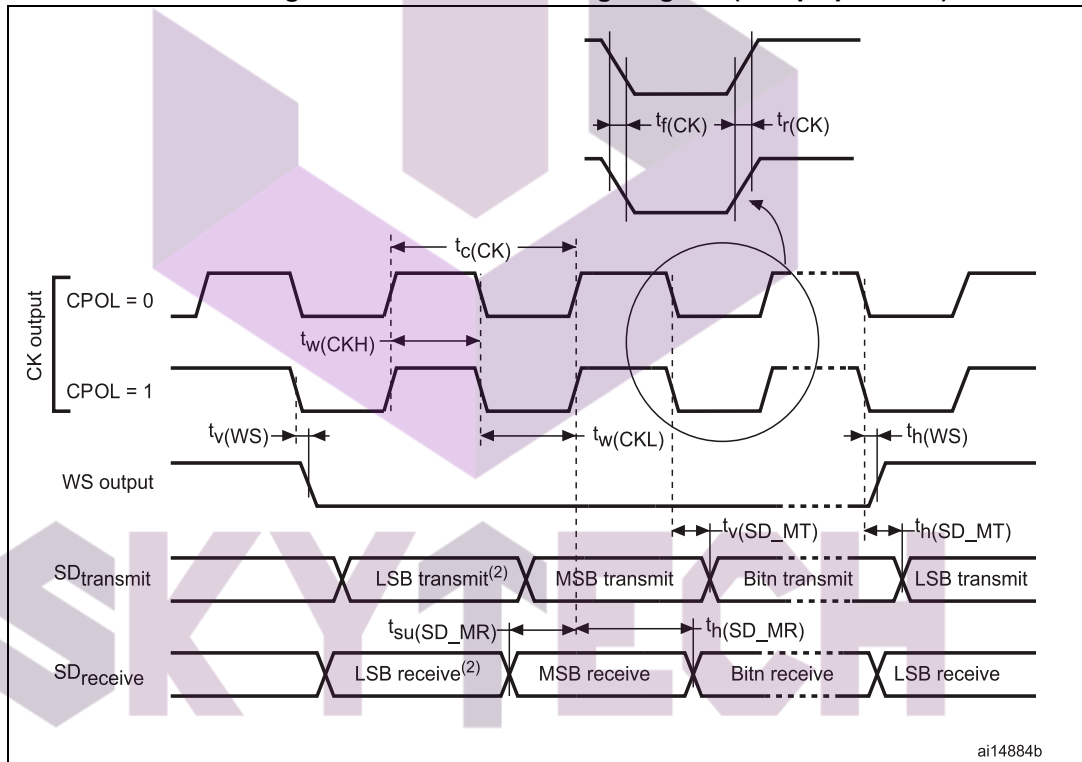 tf(CK)
tr(CK)
tc(CK)
CK output
CPOL = 0
tw(CKH)
CPOL = 1
tv(WS)
tw(CKL)
th(WS)
WS output
tv(SD_MT)
th(SD_MT)
SDtransmit
LSB transmit(2)
MSB transmit
Bitn transmit
LSB transmit
tsu(SD_MR)
th(SD_MR)
SDreceive
LSB receive(2)
MSB receive
Bitn receive
LSB receive
SKYTECH
ai14884b